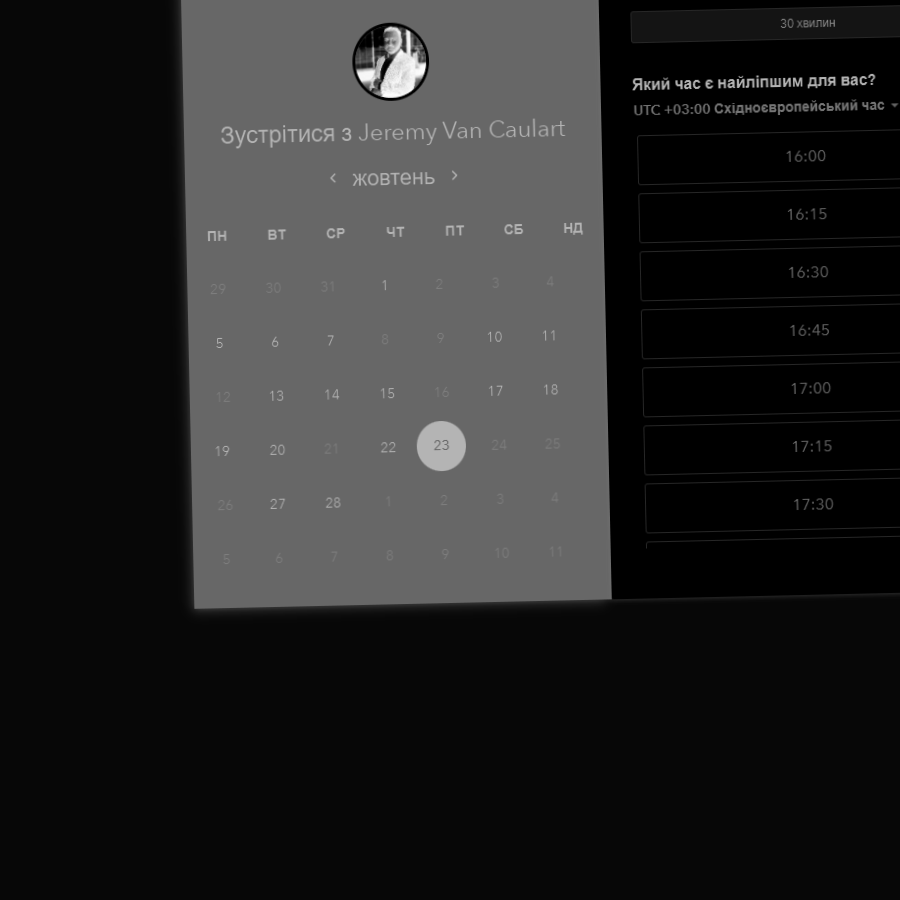 Зустрітися з Jeremy Van Caulart
‹ жовтень ›
ПН ВТ СР ЧТ ПТ СБ НД
29 30 31 1 2 3 4
5 6 7 8 9 10 11
12 13 14 15 16 17 18
19 20 21 22 23 24 25
26 27 28 1 2 3 4
5 6 7 8 9 10 11
30 хвилин
Який час є найліпшим для вас?
UTC +03:00 Східноєвропейський час
16:00
16:15
16:30
16:45
17:00
17:15
17:30